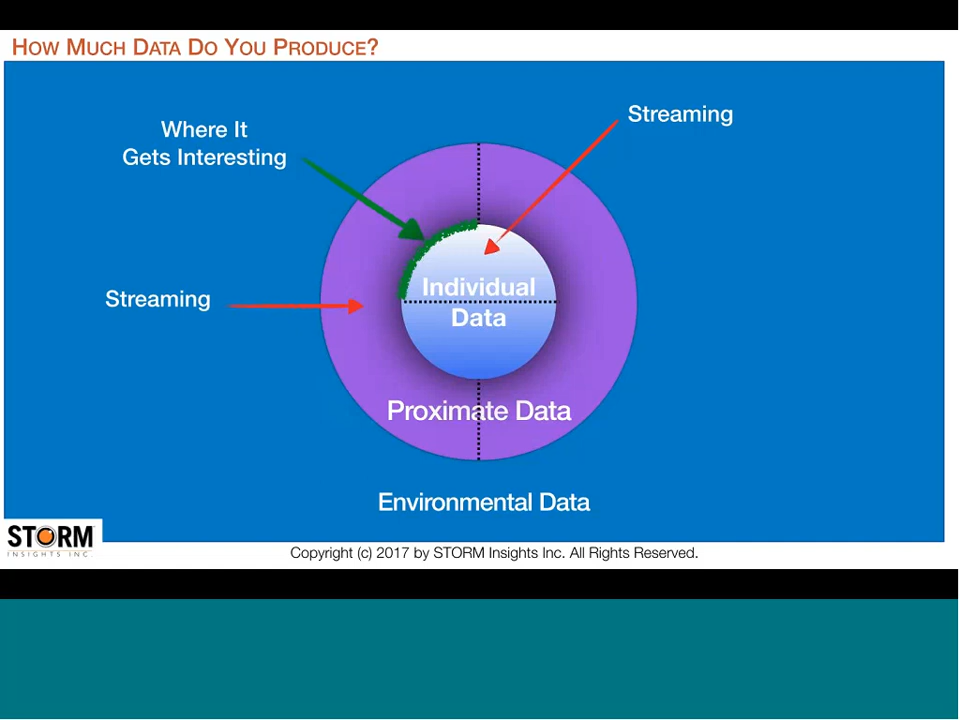 How Much Data Do You Produce?
Streaming
Where It
Gets Interesting
Individual
Data
Streaming
Proximate Data
Environmental Data
STORM
INSIGHTS INC.
Copyright (c) 2017 by STORM Insights Inc. All Rights Reserved.